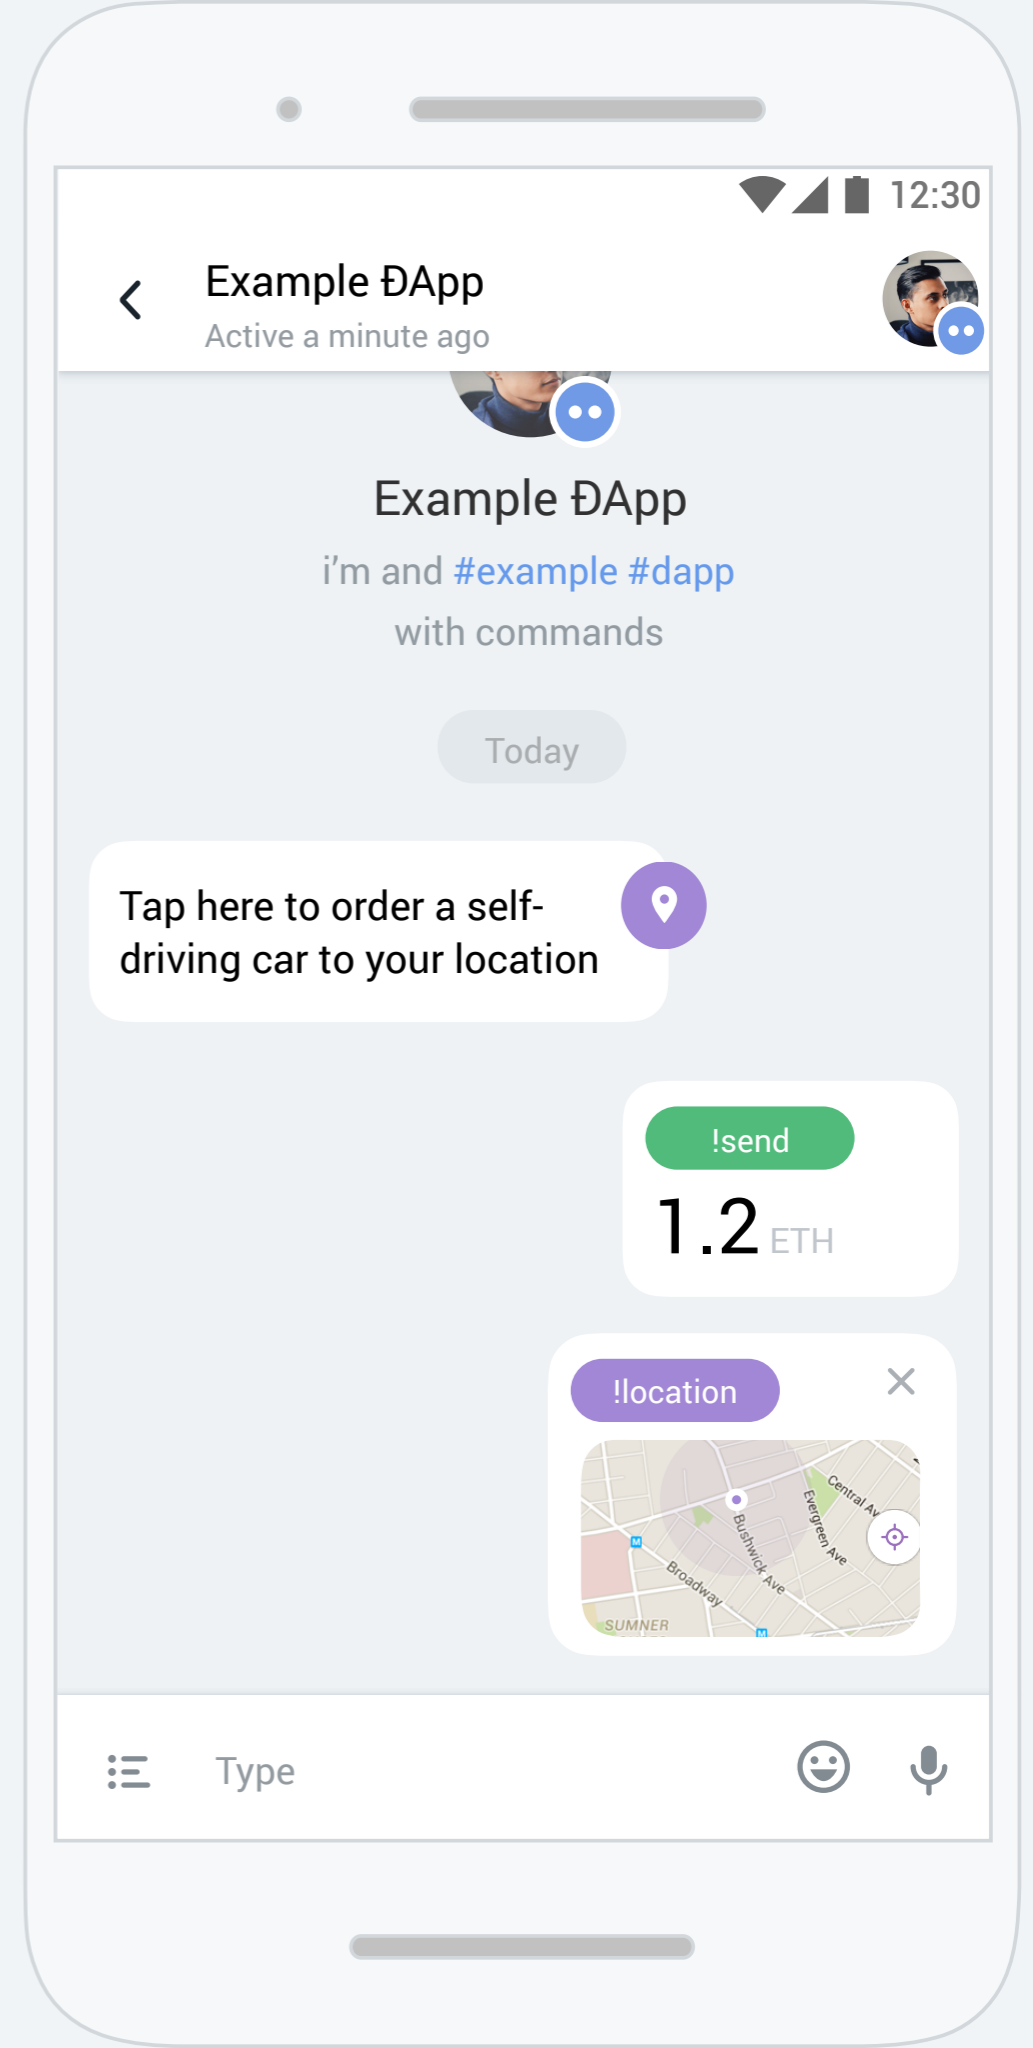 12:30
Example ĐApp
Active a minute ago
Example ĐApp
i'm and #example #dapp
with commands
Today
Tap here to order a self-
driving car to your location
!send
1.2 ETH
!location
Central Av
Evergreen Ave
Bushwick Ave
M
Broadway
SUMNER
M
Type